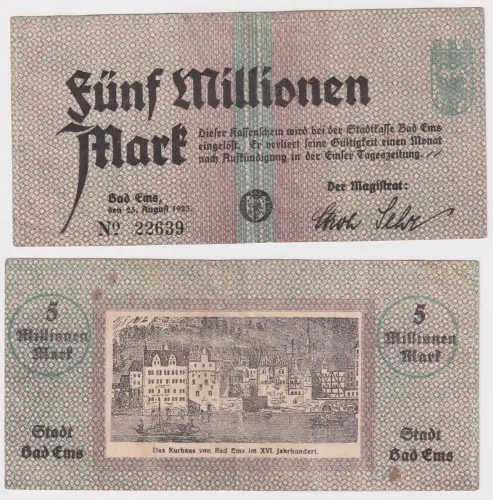 Fünf Millionen
Mark
Dieser Kassenschein wird bei der Stadtkasse Bad Ems
eingelöst. Er verliert seine Gültigkeit einen Monat
nach Aufkündigung in der Emser Tageszeitung.
Bad Ems,
den 25. August 1923.
Der Magistrat:
No 22639
5
Millionen
Mark
5
Millionen
Mark
Stadt
Bad Ems
Stadt
Bad Ems
Das Kurhaus von Bad Ems im XVI. Jahrhundert.